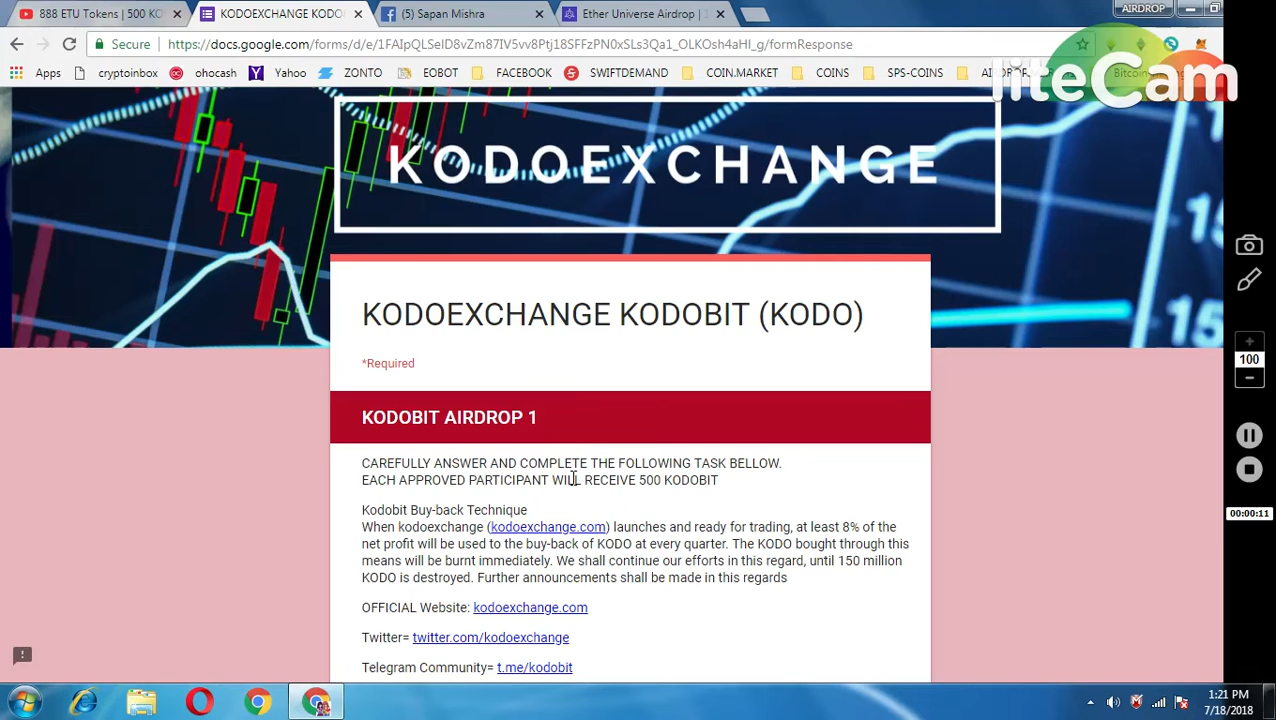 888 ETU Tokens | 500 KO
KODOEXCHANGE KODOB
(5) Sapan Mishra
Ether Universe Airdrop |
AIRDROP
Secure
https://docs.google.com/forms/d/e/1FAIpQLSeID8vZm87IV5vv8Ptj18SFFzPN0xSLs3Qa1_OLKOsh4aHI_g/formResponse
Apps
cryptoinbox
ohocash
Yahoo
ZONTO
EOBOT
FACEBOOK
SWIFTDEMAND
COIN.MARKET
COINS
SPS-COINS
liteCam
KODOEXCHANGE
KODOEXCHANGE KODOBIT (KODO)
*Required
KODOBIT AIRDROP 1
CAREFULLY ANSWER AND COMPLETE THE FOLLOWING TASK BELLOW.
EACH APPROVED PARTICIPANT WILL RECEIVE 500 KODOBIT
Kodobit Buy-back Technique
When kodoexchange (kodoexchange.com) launches and ready for trading, at least 8% of the
net profit will be used to the buy-back of KODO at every quarter. The KODO bought through this
means will be burnt immediately. We shall continue our efforts in this regard, until 150 million
KODO is destroyed. Further announcements shall be made in this regards
OFFICIAL Website: kodoexchange.com
Twitter= twitter.com/kodoexchange
Telegram Community= t.me/kodobit
100
00:00:11
1:21 PM
7/18/2018